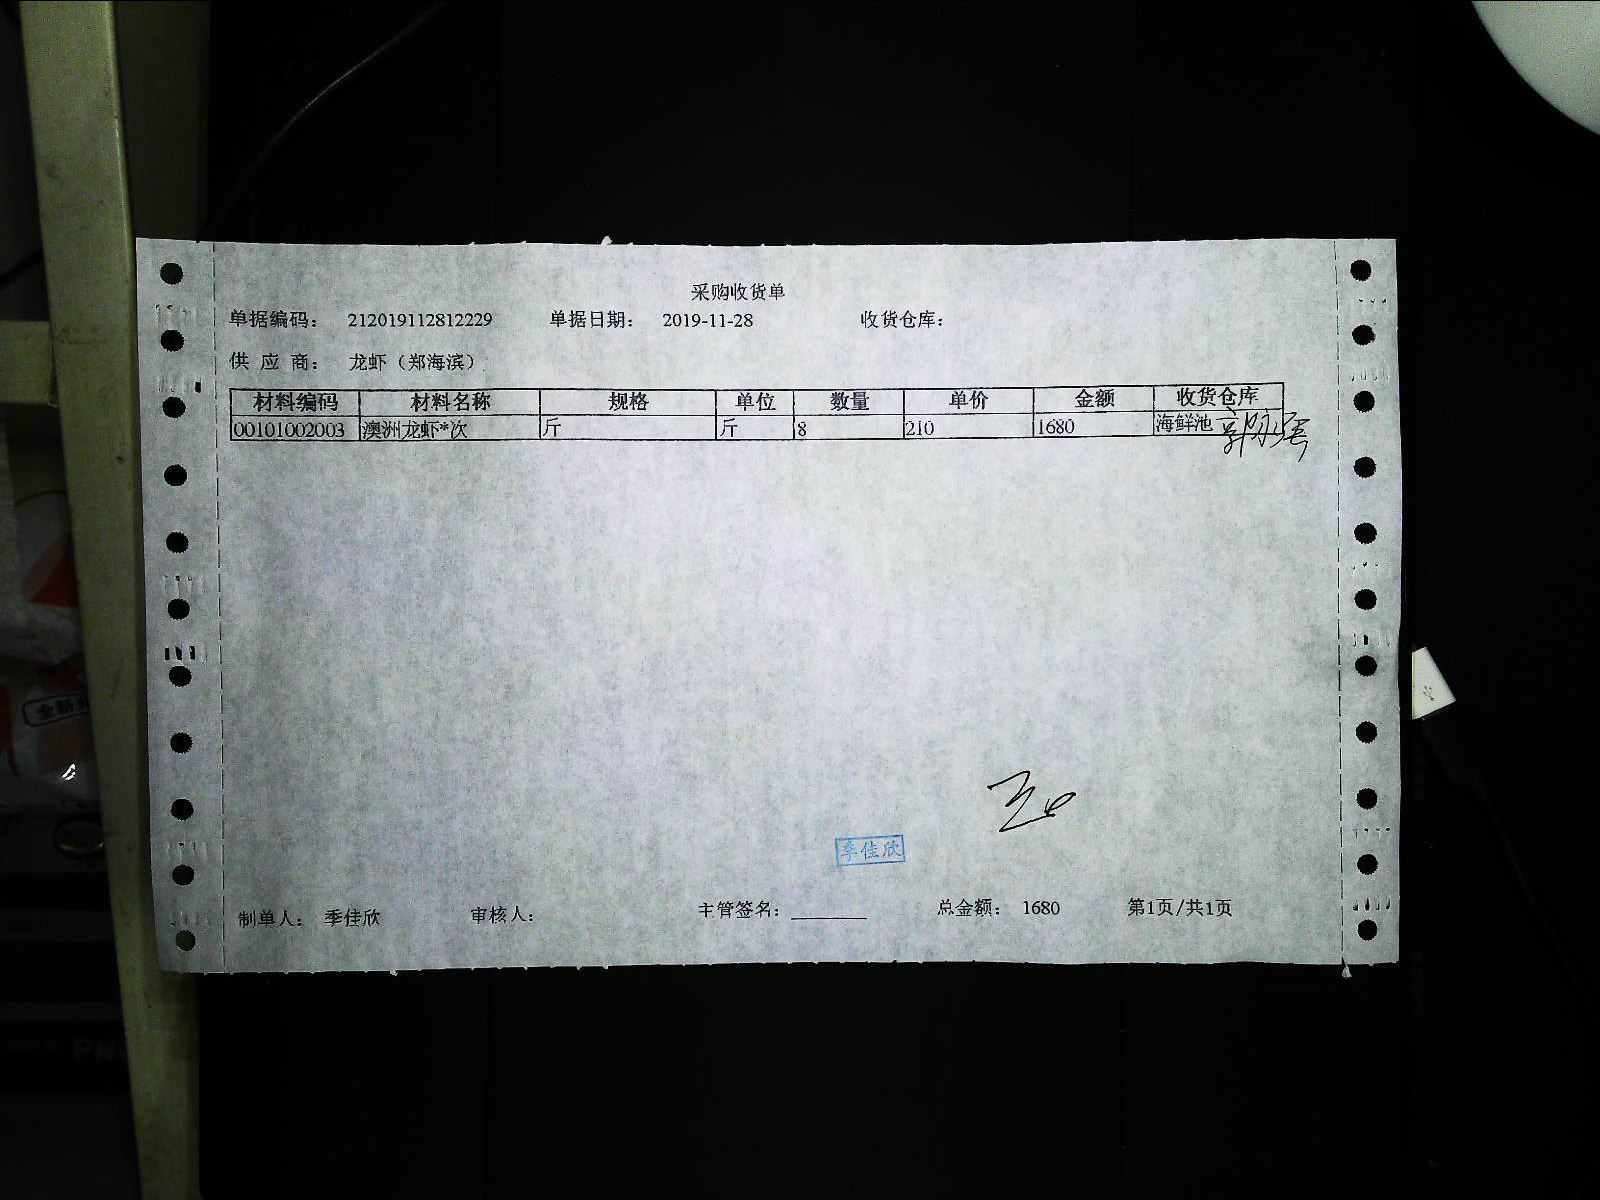 采购收货单
单据编码： 212019112812229 单据日期： 2019-11-28 收货仓库：
供 应 商： 龙虾（郑海滨）
材料编码 材料名称 规格 单位 数量 单价 金额 收货仓库
00101002003 澳洲龙虾*次 斤 斤 8 210 1680 海鲜池
季佳欣
制单人： 季佳欣 审核人： 主管签名： 总金额： 1680 第1页/共1页
全新